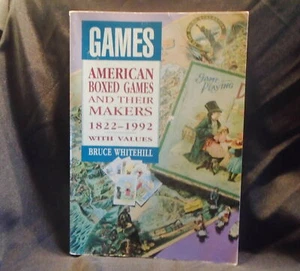 GAMES
AMERICAN
BOXED GAMES
AND THEIR
MAKERS
1822-1992
WITH VALUES
BRUCE WHITEHILL